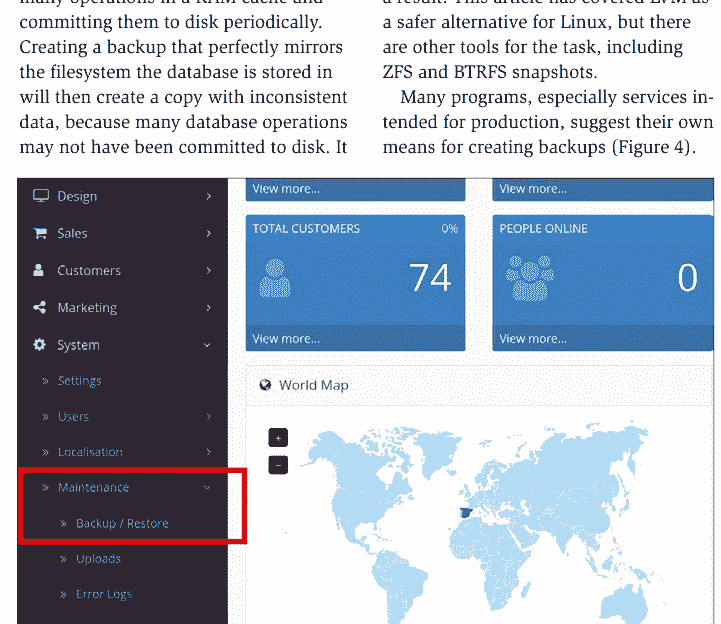 committing them to disk periodically.
Creating a backup that perfectly mirrors
the filesystem the database is stored in
will then create a copy with inconsistent
data, because many database operations
may not have been committed to disk. It
a safer alternative for Linux, but there
are other tools for the task, including
ZFS and BTRFS snapshots.
Many programs, especially services in-
tended for production, suggest their own
means for creating backups (Figure 4).
Design
Sales
Customers
Marketing
System
Settings
Users
Localisation
Maintenance
Backup / Restore
Uploads
Error Logs
View more...
View more...
TOTAL CUSTOMERS 0%
74
View more...
PEOPLE ONLINE
0
View more...
World Map
+
−